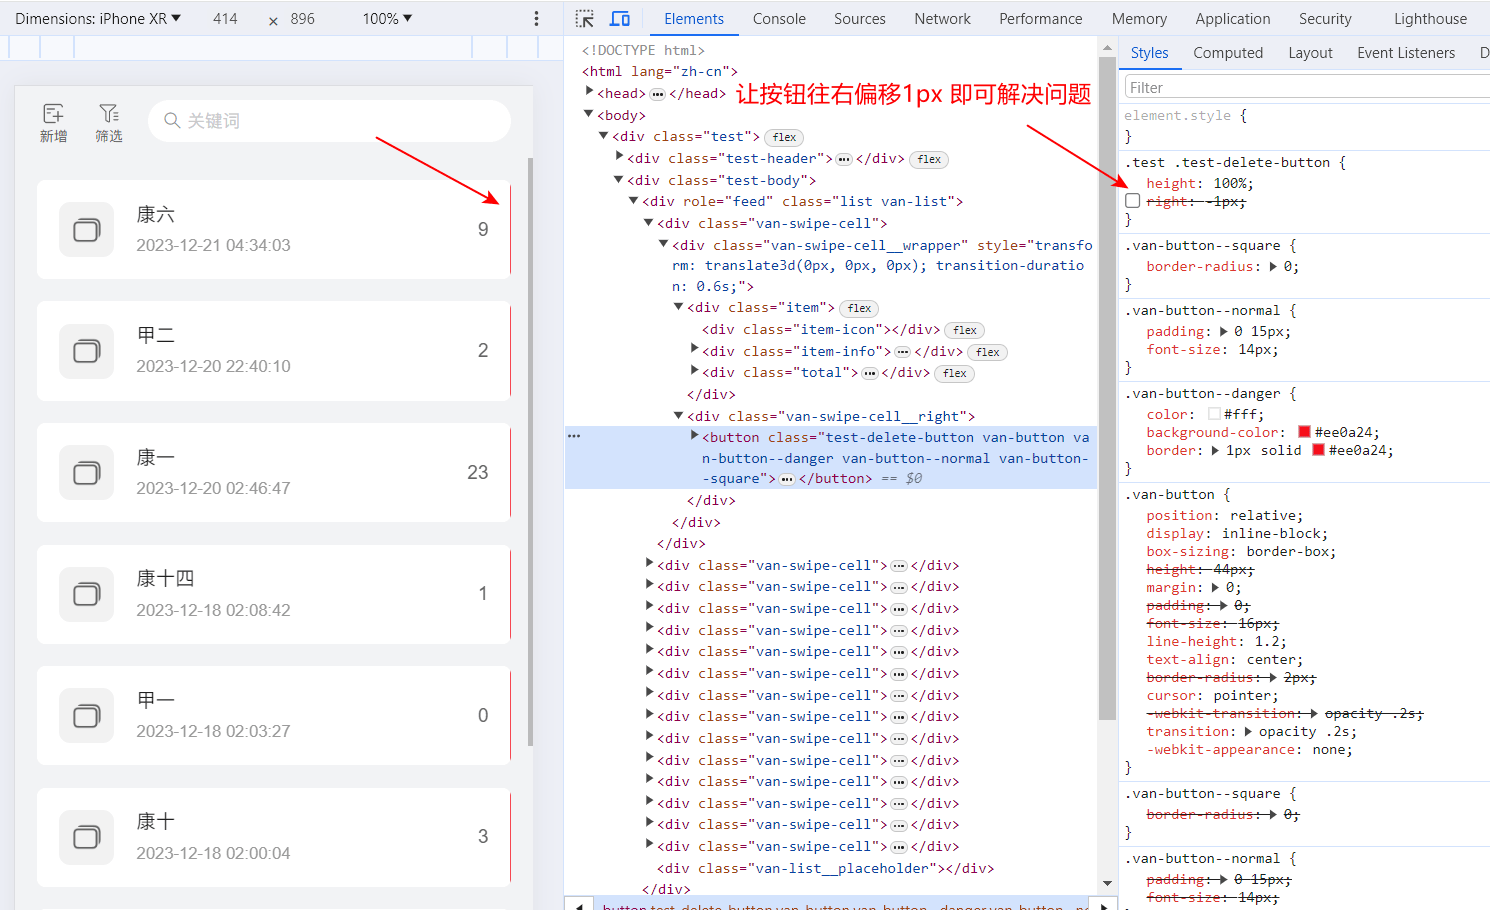 Dimensions: iPhone XR ▼ 414 × 896 100% ▼
Elements Console Sources Network Performance Memory Application Security Lighthouse
新增
筛选
关键词
康六
2023-12-21 04:34:03
9
甲二
2023-12-20 22:40:10
2
康一
2023-12-20 02:46:47
23
康十四
2023-12-18 02:08:42
1
甲一
2023-12-18 02:03:27
0
康十
2023-12-18 02:00:04
3
<!DOCTYPE html>
<html lang="zh-cn">
▶<head>…</head>
让按钮往右偏移1px 即可解决问题
▼<body>
▼<div class="test"> flex
▶<div class="test-header">…</div> flex
▼<div class="test-body">
▼<div role="feed" class="list van-list">
▼<div class="van-swipe-cell">
▼<div class="van-swipe-cell__wrapper" style="transfo
rm: translate3d(0px, 0px, 0px); transition-duratio
n: 0.6s;">
▼<div class="item"> flex
<div class="item-icon"></div> flex
▶<div class="item-info">…</div> flex
▶<div class="total">…</div> flex
</div>
▼<div class="van-swipe-cell__right">
… ▶<button class="test-delete-button van-button va
n-button--danger van-button--normal van-button-
-square">…</button> == $0
</div>
</div>
</div>
▶<div class="van-swipe-cell">…</div>
▶<div class="van-swipe-cell">…</div>
▶<div class="van-swipe-cell">…</div>
▶<div class="van-swipe-cell">…</div>
▶<div class="van-swipe-cell">…</div>
▶<div class="van-swipe-cell">…</div>
▶<div class="van-swipe-cell">…</div>
▶<div class="van-swipe-cell">…</div>
▶<div class="van-swipe-cell">…</div>
▶<div class="van-swipe-cell">…</div>
▶<div class="van-swipe-cell">…</div>
▶<div class="van-swipe-cell">…</div>
▶<div class="van-swipe-cell">…</div>
▶<div class="van-swipe-cell">…</div>
<div class="van-list__placeholder"></div>
</div>
Styles Computed Layout Event Listeners D
Filter
element.style {
}
.test .test-delete-button {
height: 100%;
right: -1px;
}
.van-button--square {
border-radius: ▶ 0;
}
.van-button--normal {
padding: ▶ 0 15px;
font-size: 14px;
}
.van-button--danger {
color: #fff;
background-color: #ee0a24;
border: ▶ 1px solid #ee0a24;
}
.van-button {
position: relative;
display: inline-block;
box-sizing: border-box;
height: 44px;
margin: ▶ 0;
padding: ▶ 0;
font-size: 16px;
line-height: 1.2;
text-align: center;
border-radius: ▶ 2px;
cursor: pointer;
-webkit-transition: ▶ opacity .2s;
transition: ▶ opacity .2s;
-webkit-appearance: none;
}
.van-button--square {
border-radius: ▶ 0;
}
.van-button--normal {
padding: ▶ 0 15px;
font-size: 14px;